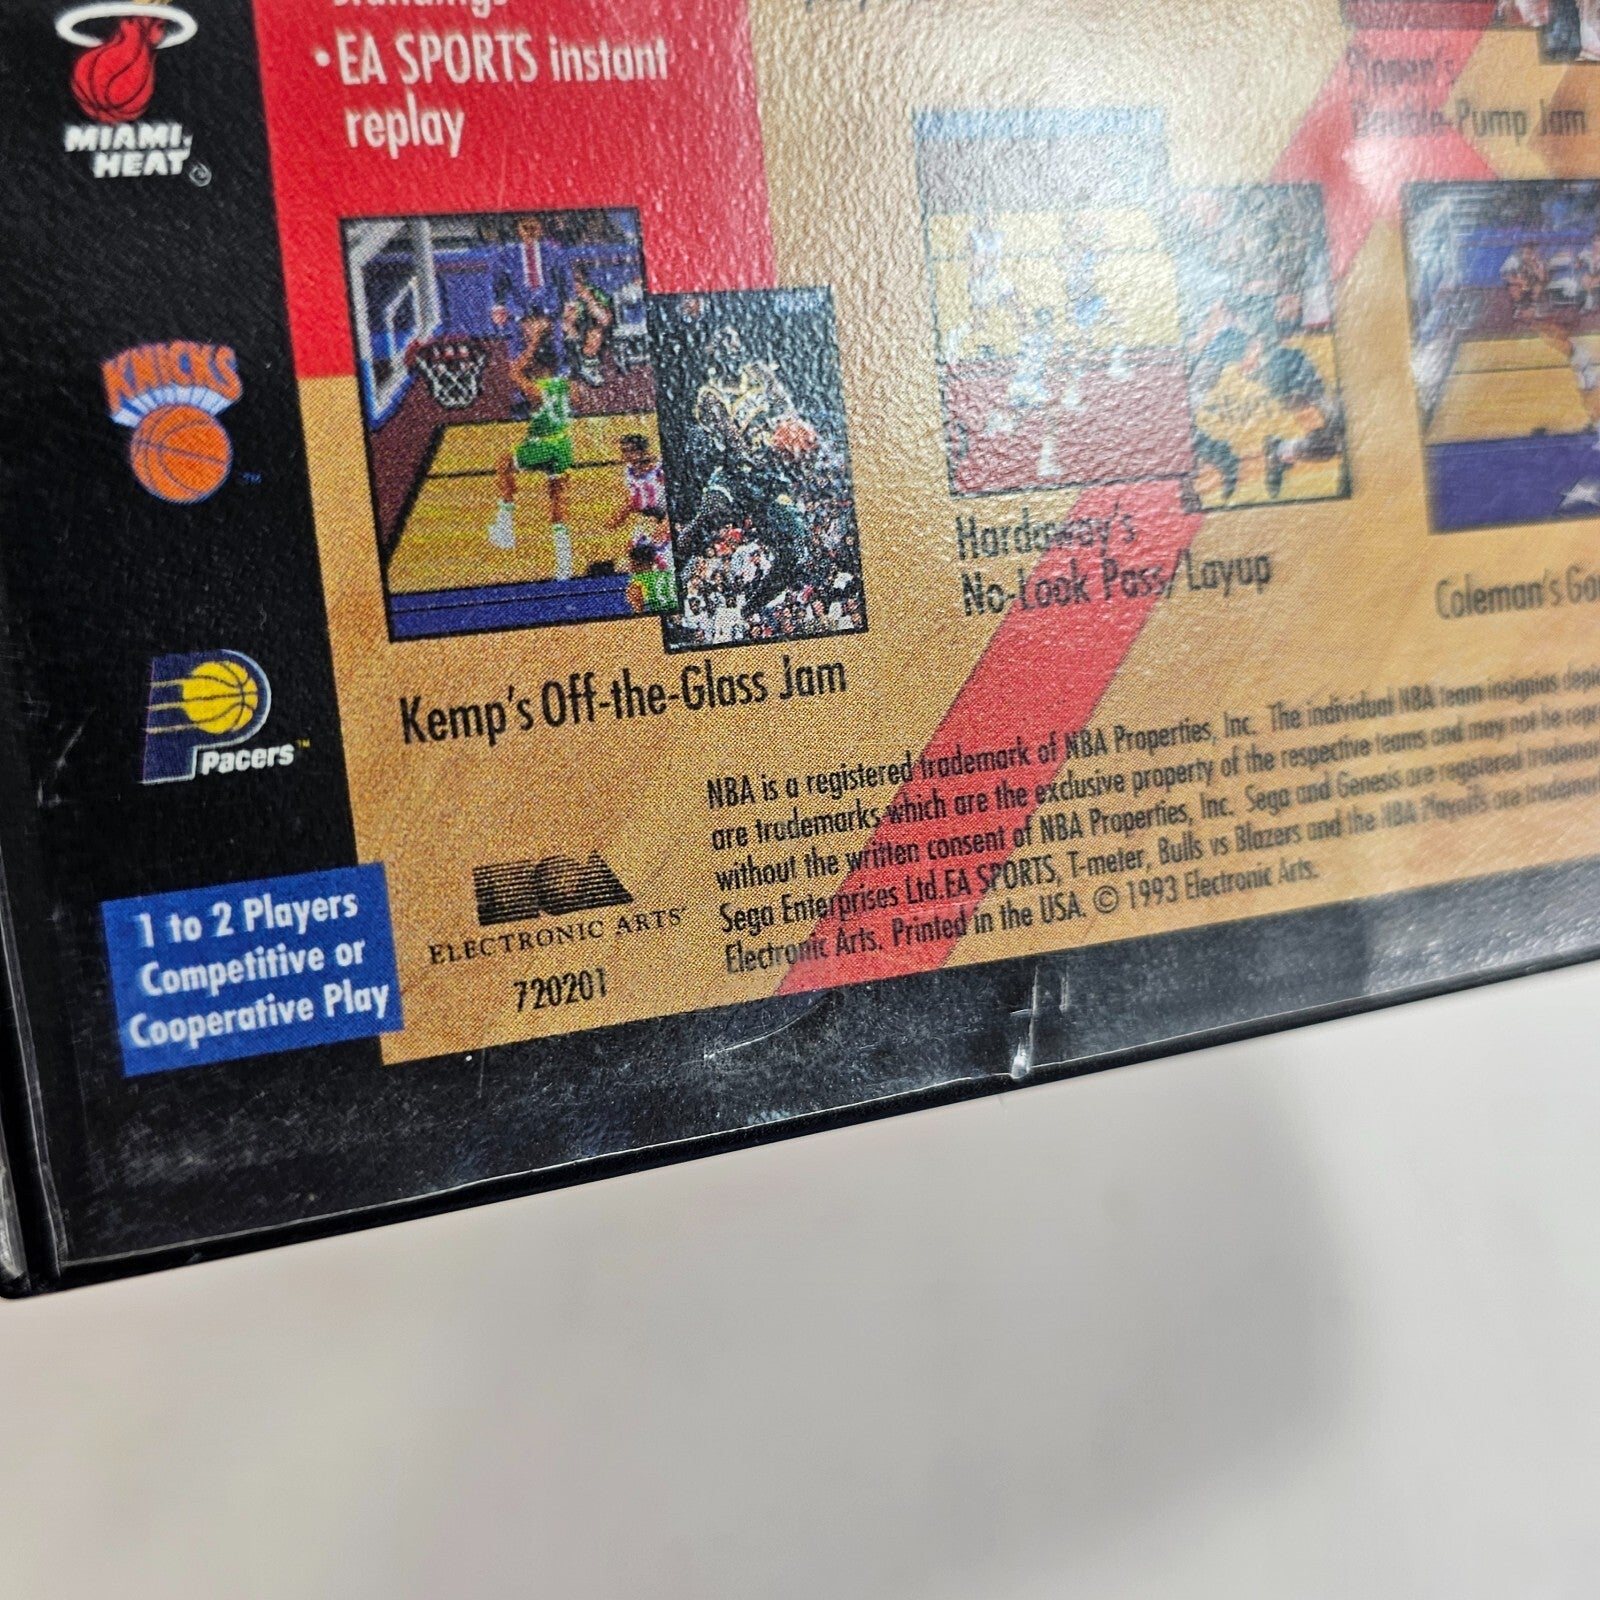 • EA SPORTS instant
replay
MIAMI
HEAT
KNICKS
Pacers™
1 to 2 Players
Competitive or
Cooperative Play
Double-Pump Jam
Kemp's Off-the-Glass Jam
Hardaway's
No-Look Pass/Layup
Coleman's
ELECTRONIC ARTS®
720201
NBA is a registered trademark of NBA Properties, Inc. The individual NBA team insignias
are trademarks which are the exclusive property of the respective teams and may not be
without the written consent of NBA Properties, Inc. Sega and Genesis are registered
Sega Enterprises Ltd.EA SPORTS, T-meter, Bulls vs Blazers and the NBA Playoffs are
Electronic Arts. Printed in the USA. © 1993 Electronic Arts.